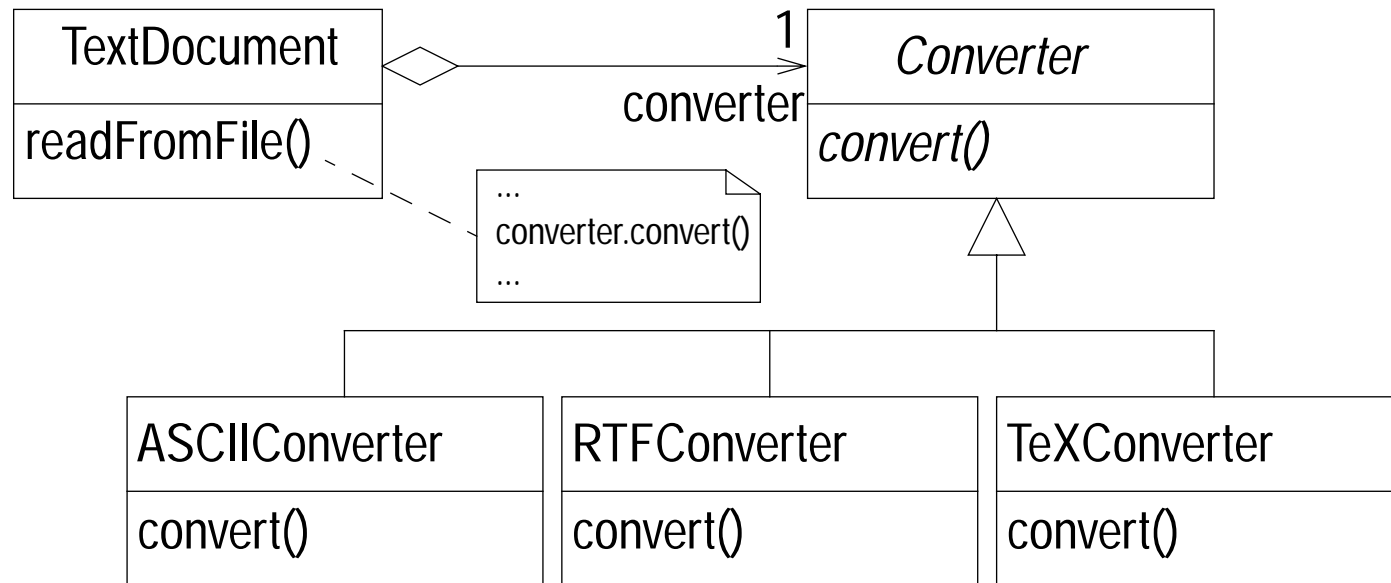 TextDocument
readFromFile()
1
converter
Converter
convert()
...
converter.convert()
...
ASCIIConverter
convert()
RTFConverter
convert()
TeXConverter
convert()